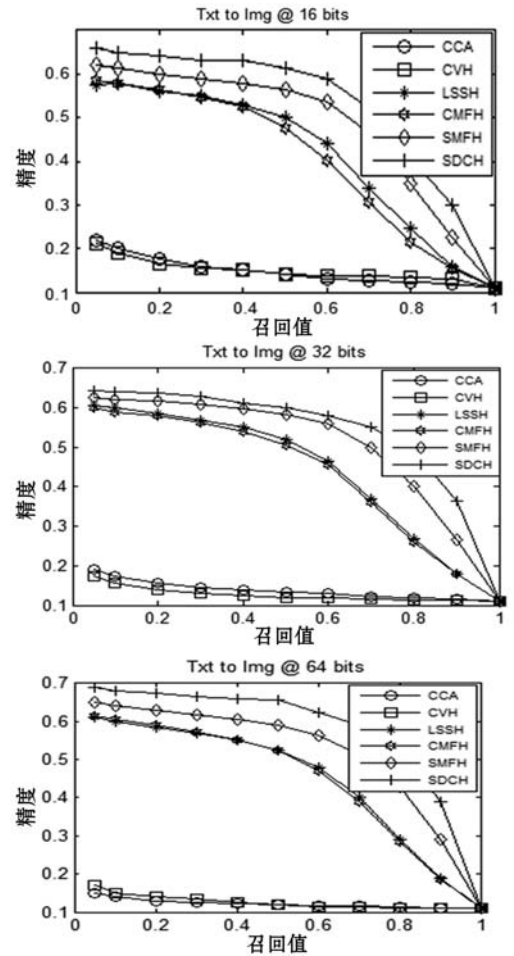 Txt to Img @ 16 bits
精度
0.6
0.5
0.4
0.3
0.2
0.1
0
0.2
0.4
0.6
0.8
1
召回值
CCA
CVH
LSSH
CMFH
SMFH
SDCH
Txt to Img @ 32 bits
精度
0.7
0.6
0.5
0.4
0.3
0.2
0.1
0
0.2
0.4
0.6
0.8
1
召回值
CCA
CVH
LSSH
CMFH
SMFH
SDCH
Txt to Img @ 64 bits
精度
0.7
0.6
0.5
0.4
0.3
0.2
0.1
0
0.2
0.4
0.6
0.8
1
召回值
CCA
CVH
LSSH
CMFH
SMFH
SDCH